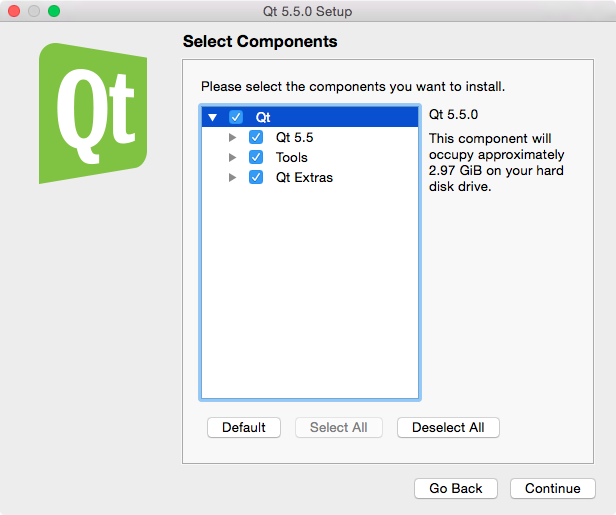 Qt 5.5.0 Setup
Qt
Select Components
Please select the components you want to install.
Qt
Qt 5.5
Tools
Qt Extras
Qt 5.5.0
This component will
occupy approximately
2.97 GiB on your hard
disk drive.
Default
Select All
Deselect All
Go Back
Continue